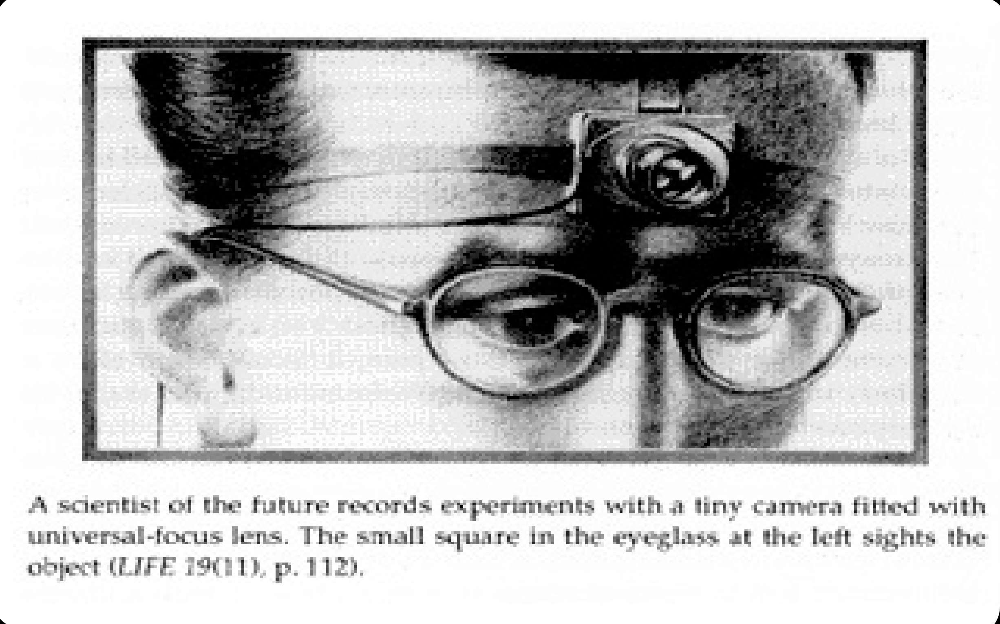 A scientist of the future records experiments with a tiny camera fitted with
universal-focus lens. The small square in the eyeglass at the left sights the
object (LIFE 19(11), p. 112).